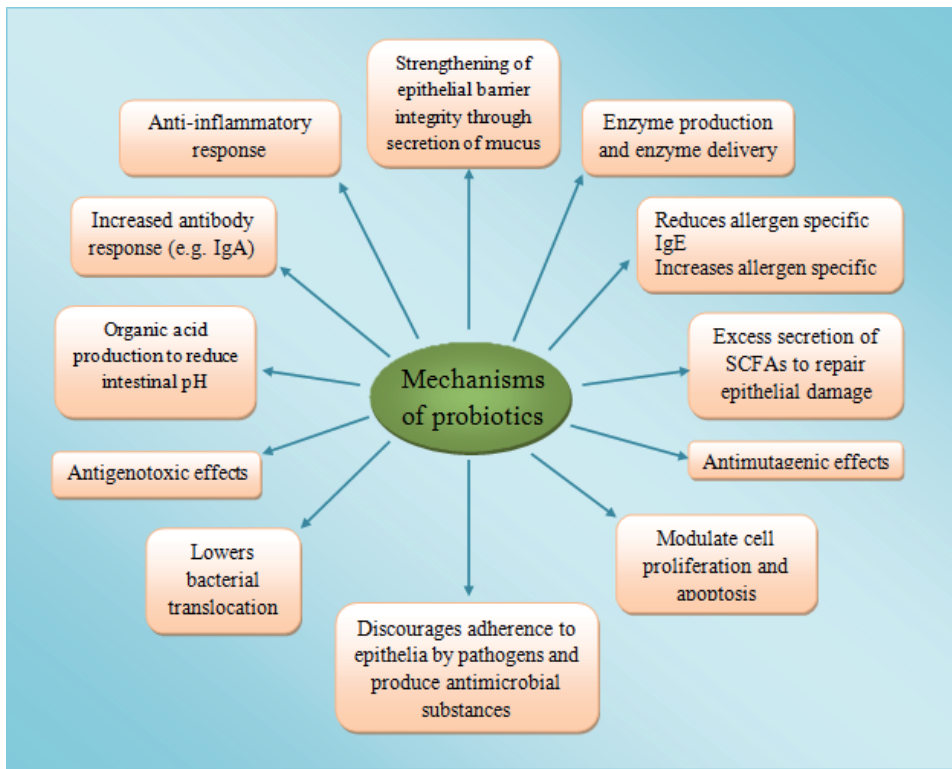 Strengthening of
epithelial barrier
integrity through
secretion of mucus
Anti-inflammatory
response
Enzyme production
and enzyme delivery
Increased antibody
response (e.g. IgA)
Reduces allergen specific
IgE
Increases allergen specific
Organic acid
production to reduce
intestinal pH
Mechanisms
of probiotics
Excess secretion of
SCFAs to repair
epithelial damage
Antigenotoxic effects
Antimutagenic effects
Lowers
bacterial
translocation
Modulate cell
proliferation and
apoptosis
Discourages adherence to
epithelia by pathogens and
produce antimicrobial
substances